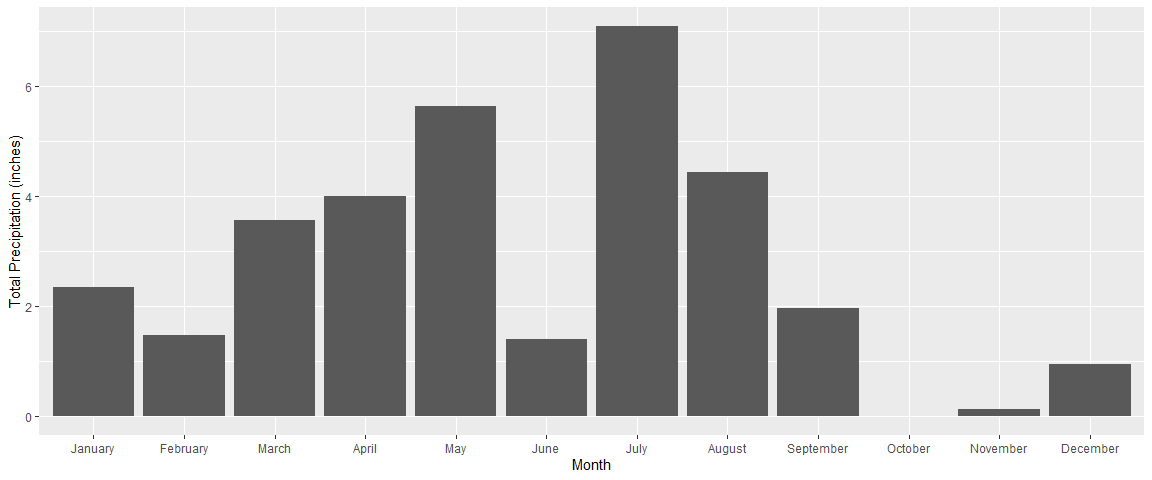 Total Precipitation (inches)
6
4
2
0
January February March April May June July August September October November December
Month